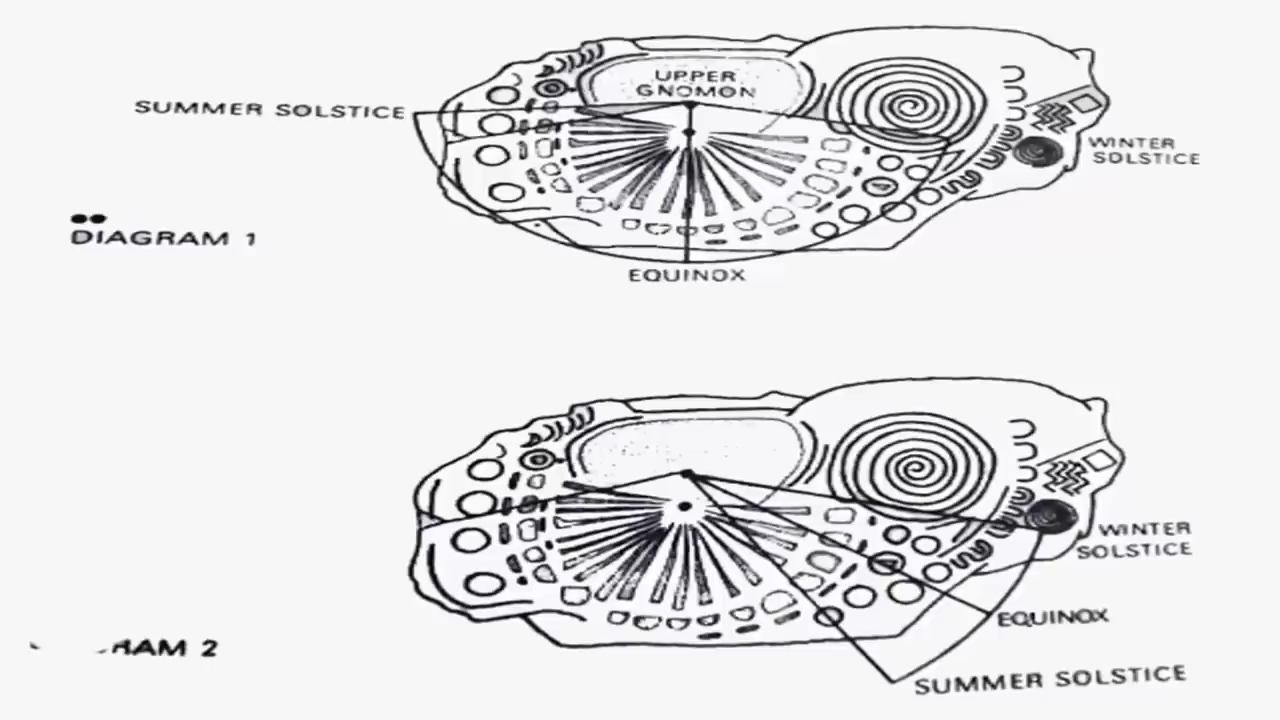 UPPER
GNOMON
SUMMER SOLSTICE
WINTER
SOLSTICE
DIAGRAM 1
EQUINOX
WINTER
SOLSTICE
EQUINOX
RAM 2
SUMMER SOLSTICE